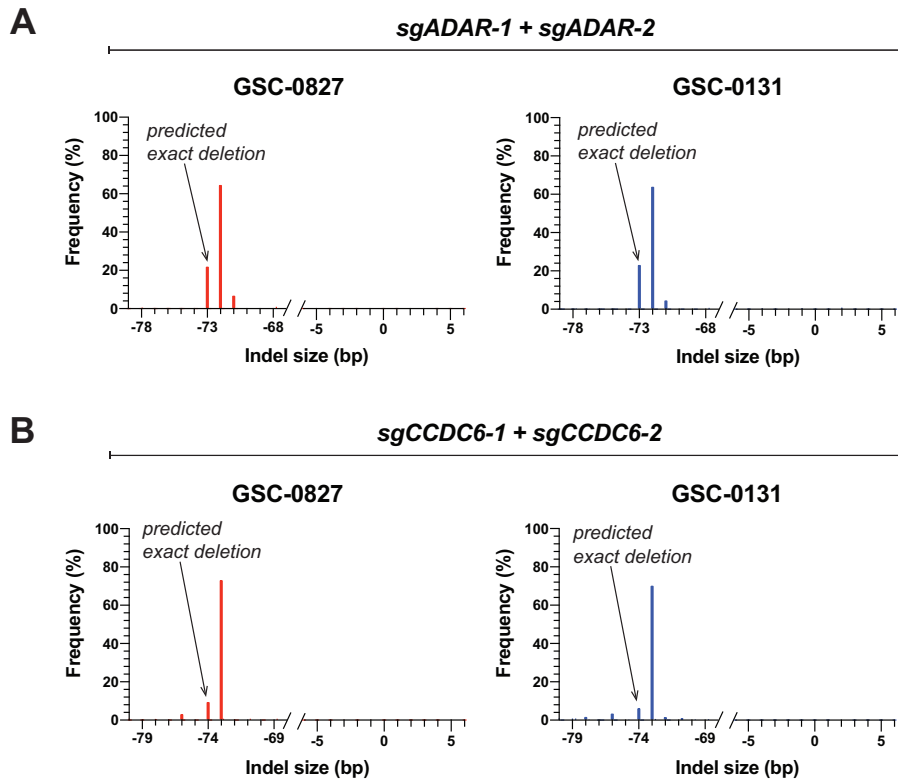 A
sgADAR-1 + sgADAR-2
GSC-0827
GSC-0131
predicted
exact deletion
predicted
exact deletion
Frequency (%)
100
80
60
40
20
0
-78
-73
-68
-5
0
5
Indel size (bp)
Frequency (%)
100
80
60
40
20
0
-78
-73
-68
-5
0
5
Indel size (bp)
B
sgCCDC6-1 + sgCCDC6-2
GSC-0827
GSC-0131
predicted
exact deletion
predicted
exact deletion
Frequency (%)
100
80
60
40
20
0
-79
-74
-69
-5
0
5
Indel size (bp)
Frequency (%)
100
80
60
40
20
0
-79
-74
-69
-5
0
5
Indel size (bp)